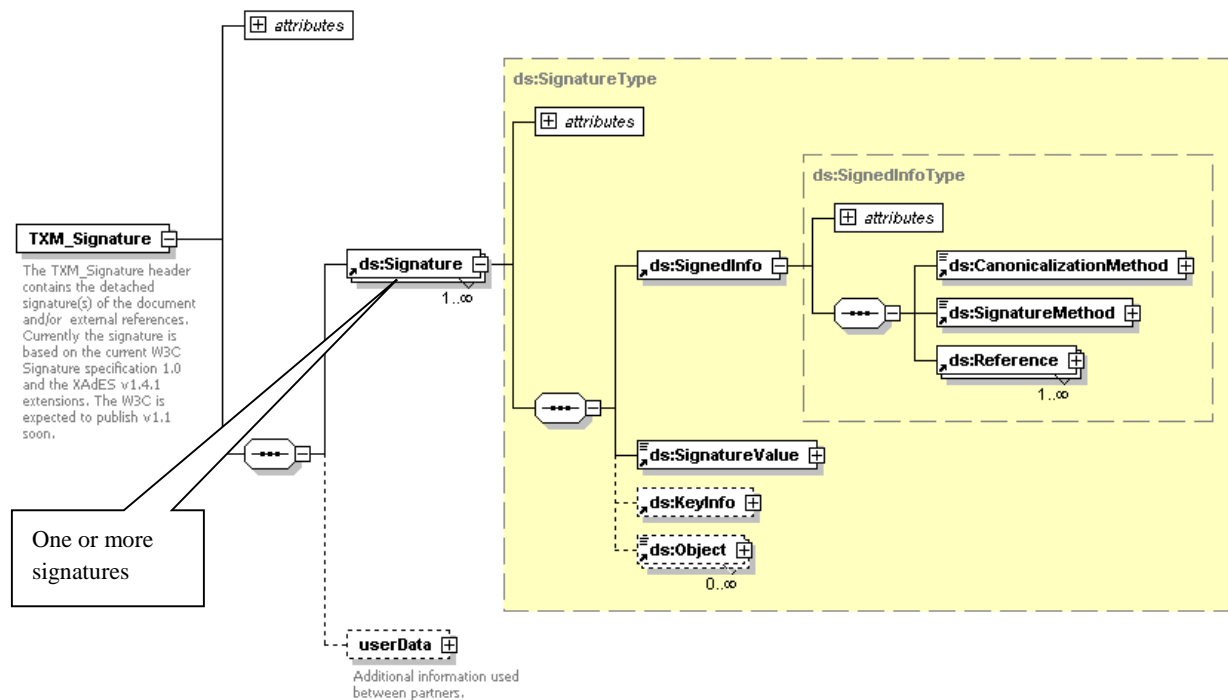 attributes
ds:SignatureType
attributes
ds:SignedInfoType
attributes
TXM_Signature
The TXM_Signature header
contains the detached
signature(s) of the document
and/or external references.
Currently the signature is
based on the current W3C
Signature specification 1.0
and the XAdES v1.4.1
extensions. The W3C is
expected to publish v1.1
soon.
ds:Signature
1..∞
ds:SignedInfo
ds:CanonicalizationMethod
ds:SignatureMethod
ds:Reference
1..∞
ds:SignatureValue
ds:KeyInfo
ds:Object
0..∞
One or more
signatures
userData
Additional information used
between partners.